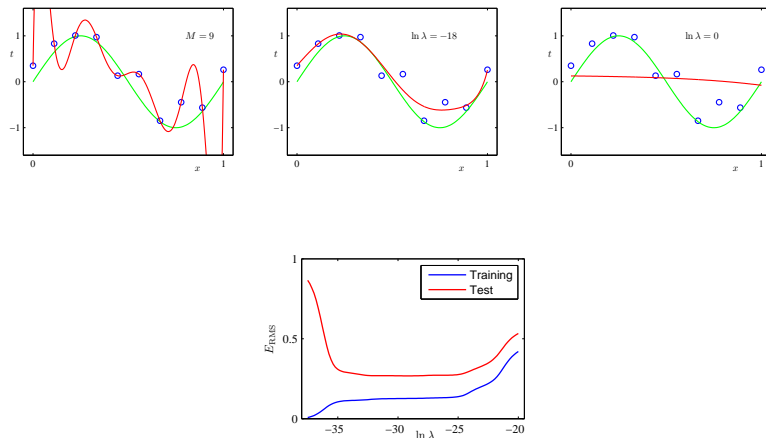 M = 9
t
1
0
−1
0
x
1
ln λ = −18
t
1
0
−1
0
x
1
ln λ = 0
t
1
0
−1
0
x
1
E_RMS
1
0.5
0
Training
Test
−35
−30
−25
−20
ln λ